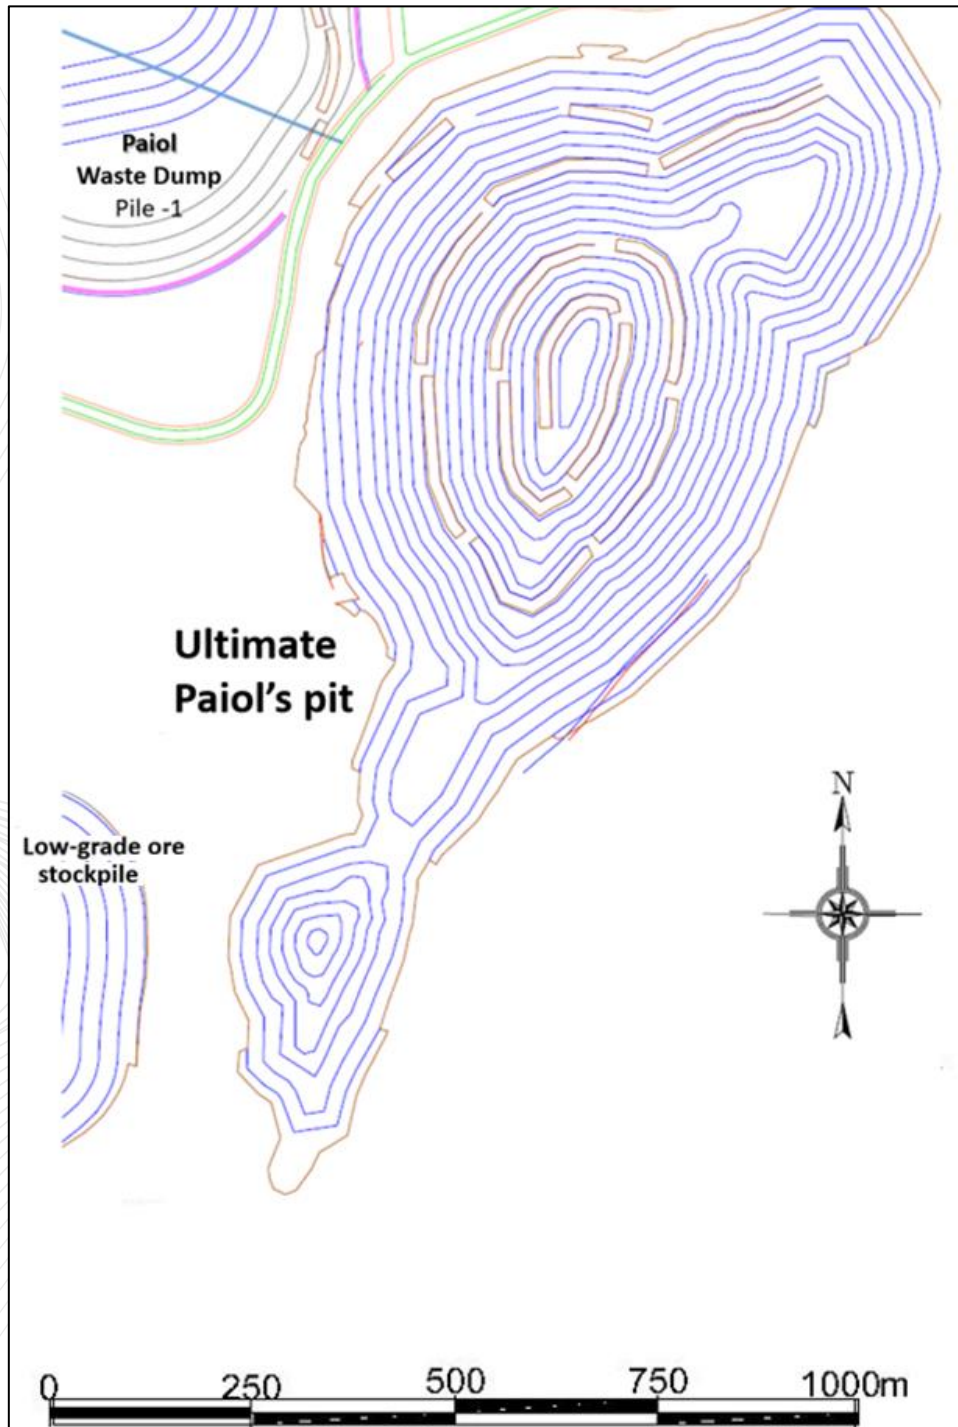 Paiol
Waste Dump
Pile -1
Ultimate
Paiol's pit
N
Low-grade ore
stockpile
0 250 500 750 1000m